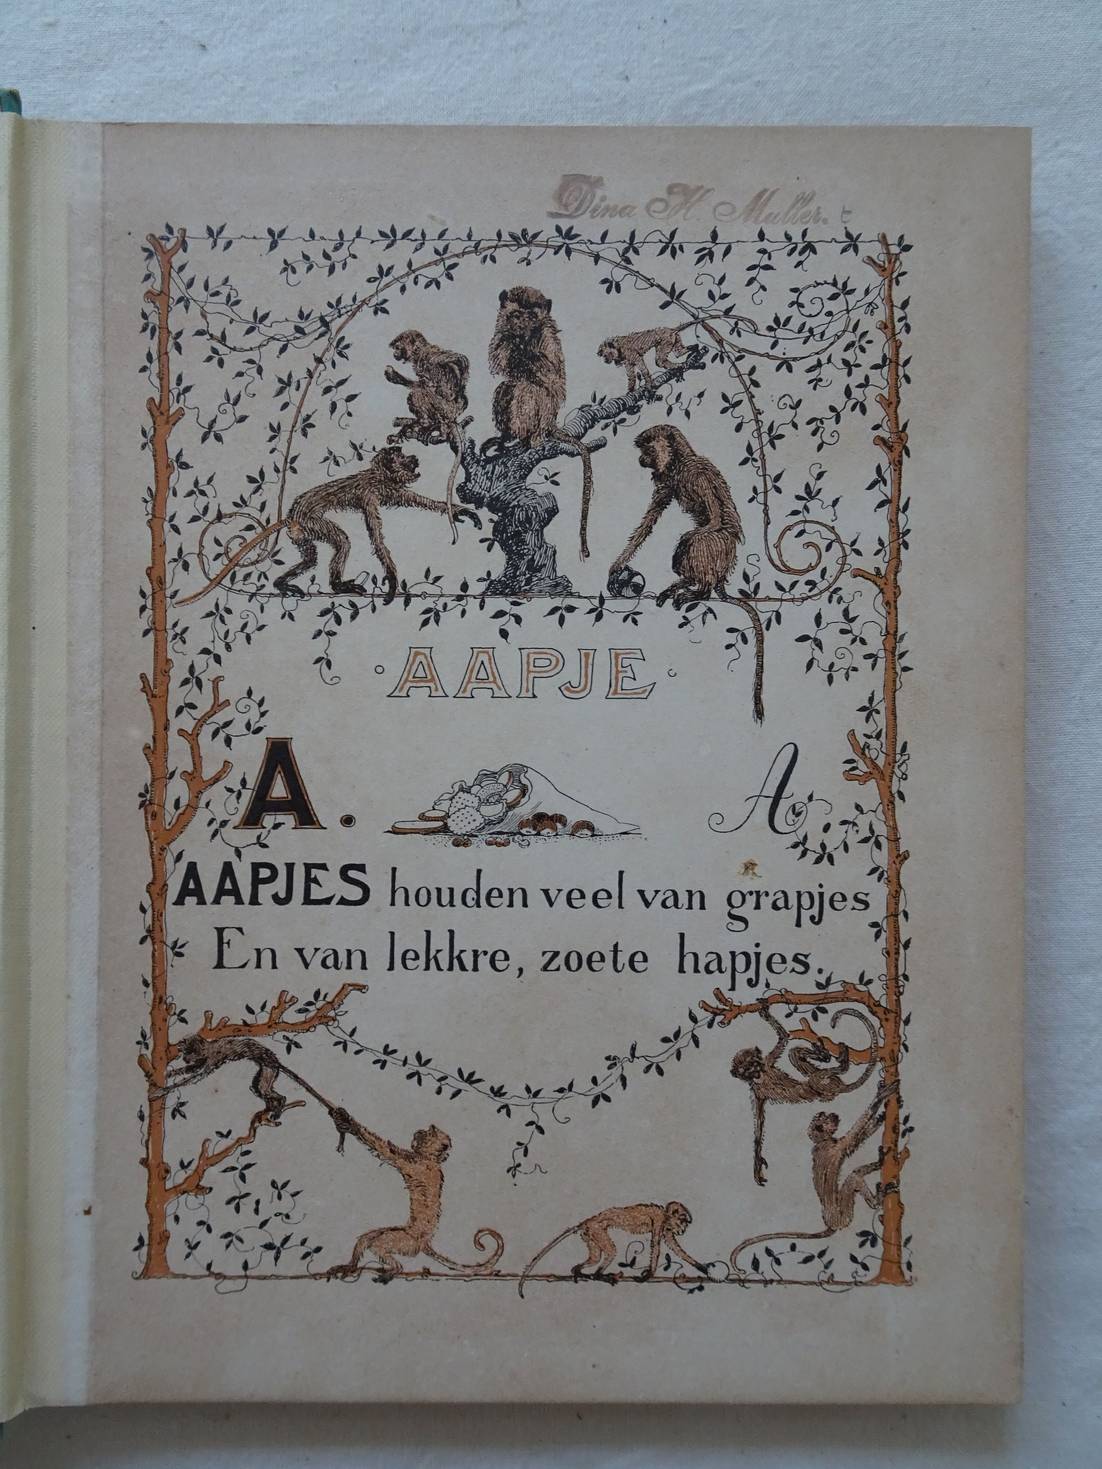 Dina H. Muller.
·AAPJE·
A. A
AAPJES houden veel van grapjes
En van lekkre, zoete hapjes.